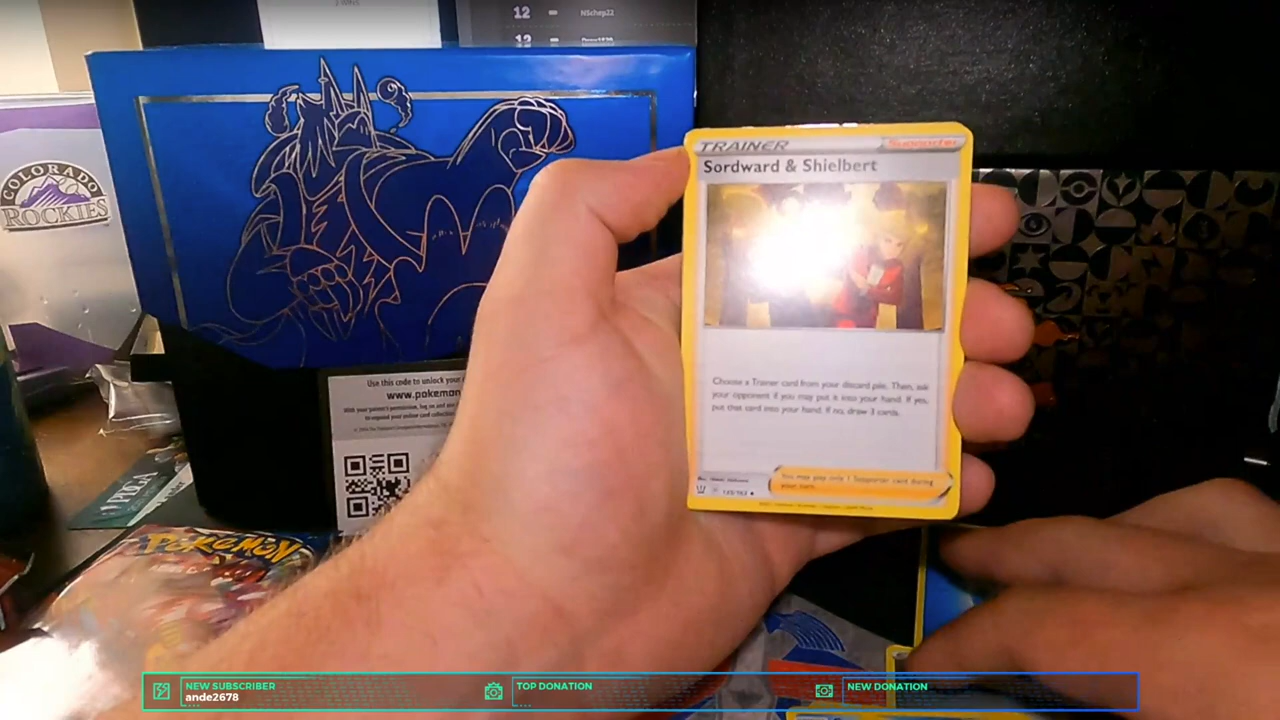 12 = NSchep22
12 =
COLORADO
ROCKIES
TRAINER
Supporter
Sordward & Shielbert
Choose a Trainer card from your discard pile. Then, ask
your opponent if you may put it into your hand. If yes,
put that card into your hand. If no, draw 3 cards.
You may play only 1 Supporter card during
your turn.
Use this code to unlock your
www.pokemon
PDGA
POKéMON
NEW SUBSCRIBER
ande2678
TOP DONATION
....
NEW DONATION
....